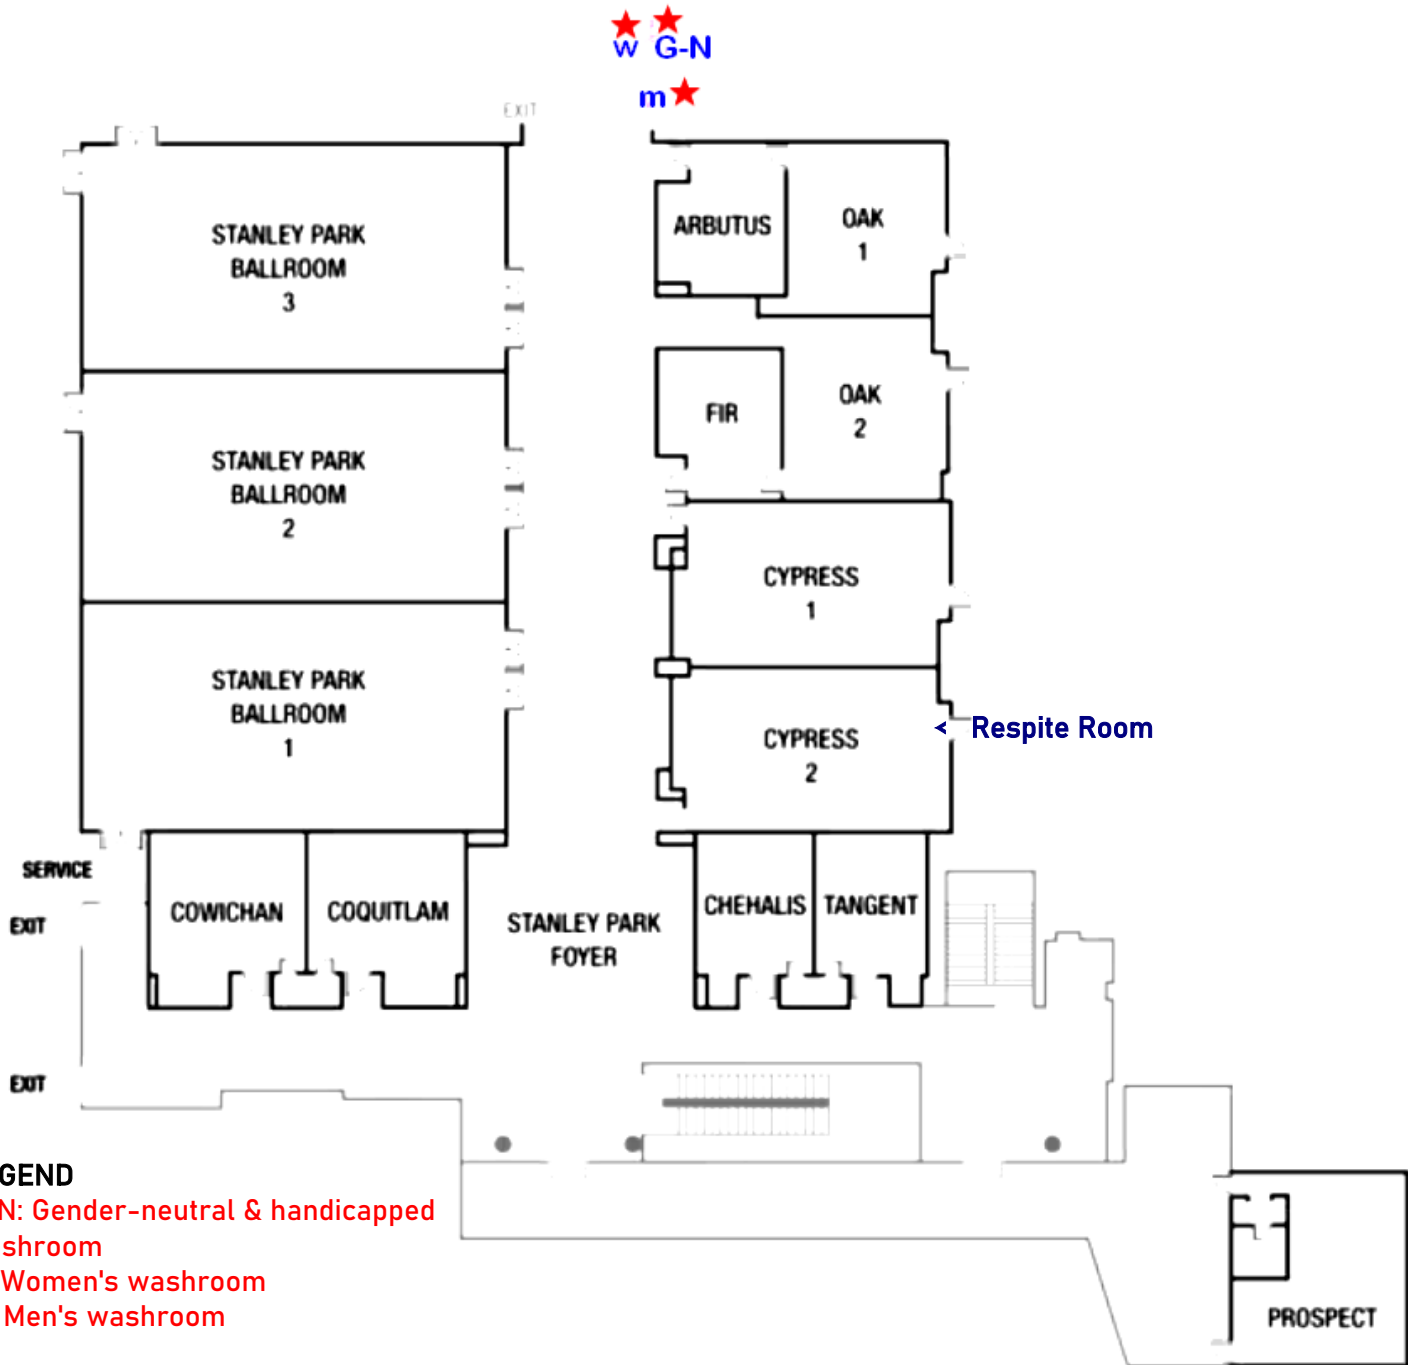 W G-N
m
EXIT
STANLEY PARK
BALLROOM
3
ARBUTUS
OAK
1
STANLEY PARK
BALLROOM
2
FIR
OAK
2
CYPRESS
1
STANLEY PARK
BALLROOM
1
CYPRESS
2
< Respite Room
SERVICE
EXIT
COWICHAN
COQUITLAM
STANLEY PARK
FOYER
CHEHALIS
TANGENT
EXIT
GEND
N: Gender-neutral & handicapped
shroom
Women's washroom
Men's washroom
PROSPECT